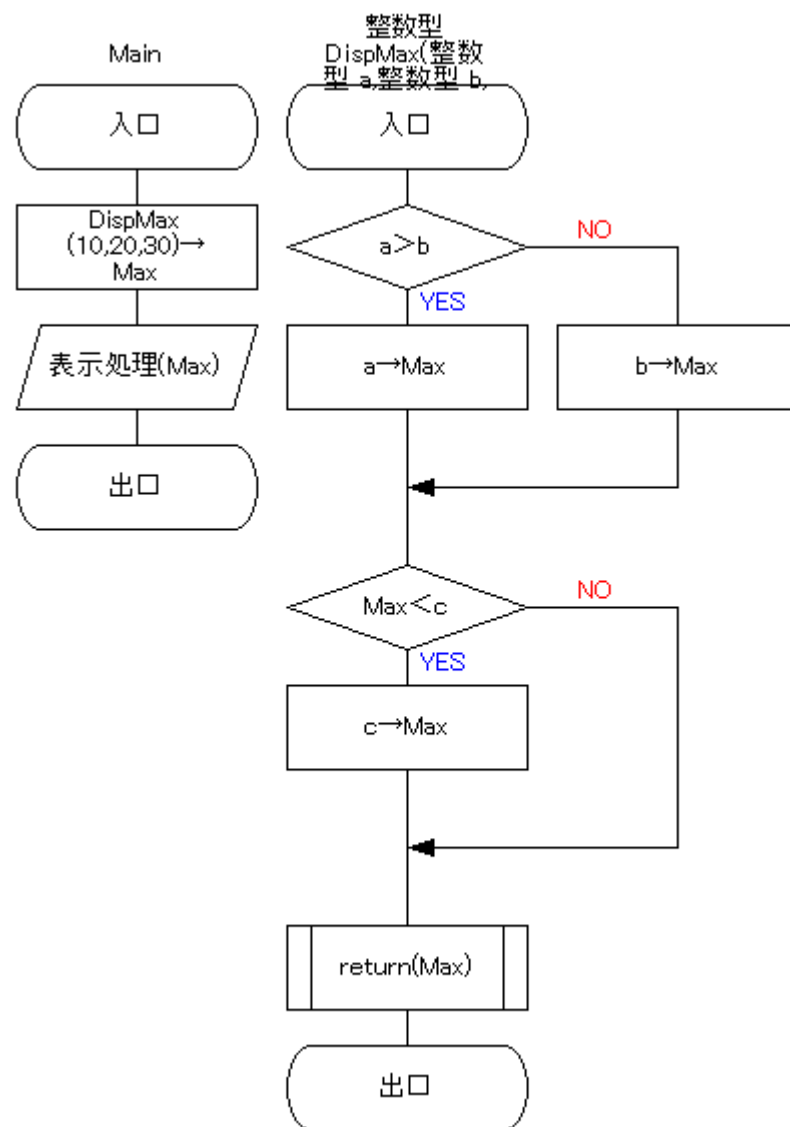 Main
入口
DispMax
(10,20,30)→
Max
表示処理(Max)
出口
整数型
DispMax(整数
型 a,整数型 b,
入口
a＞b
NO
YES
a→Max
b→Max
Max＜c
NO
YES
c→Max
return(Max)
出口